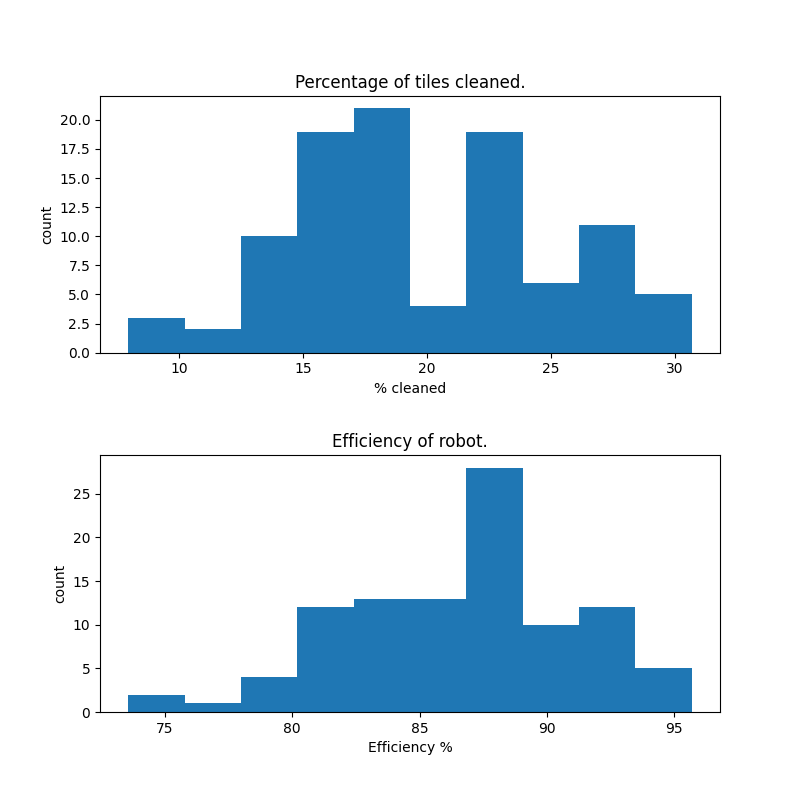 Percentage of tiles cleaned.
20.0
17.5
15.0
12.5
10.0
7.5
5.0
2.5
0.0
count
10 15 20 25 30
% cleaned
Efficiency of robot.
25
20
15
10
5
0
count
75 80 85 90 95
Efficiency %